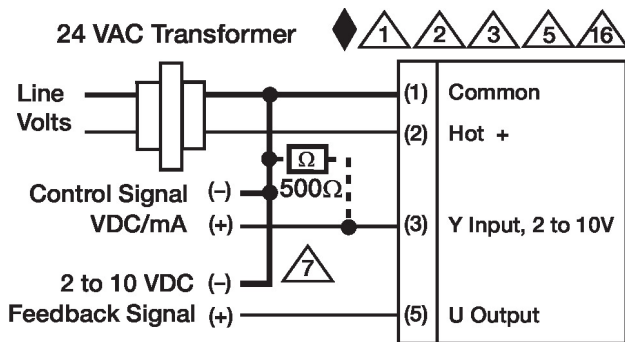 24 VAC Transformer
1 2 3 5 16
Line
Volts
(1) Common
(2) Hot +
Ω
500Ω
Control Signal (–)
VDC/mA (+)
(3) Y Input, 2 to 10V
7
2 to 10 VDC (–)
Feedback Signal (+)
(5) U Output